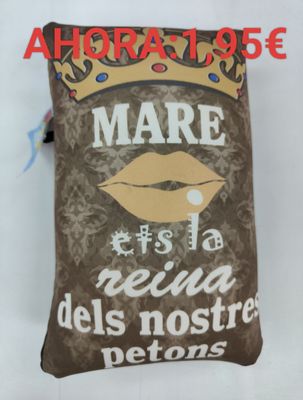 AHORA:1,95€
MARE
ets la
reina
dels nostres
petons